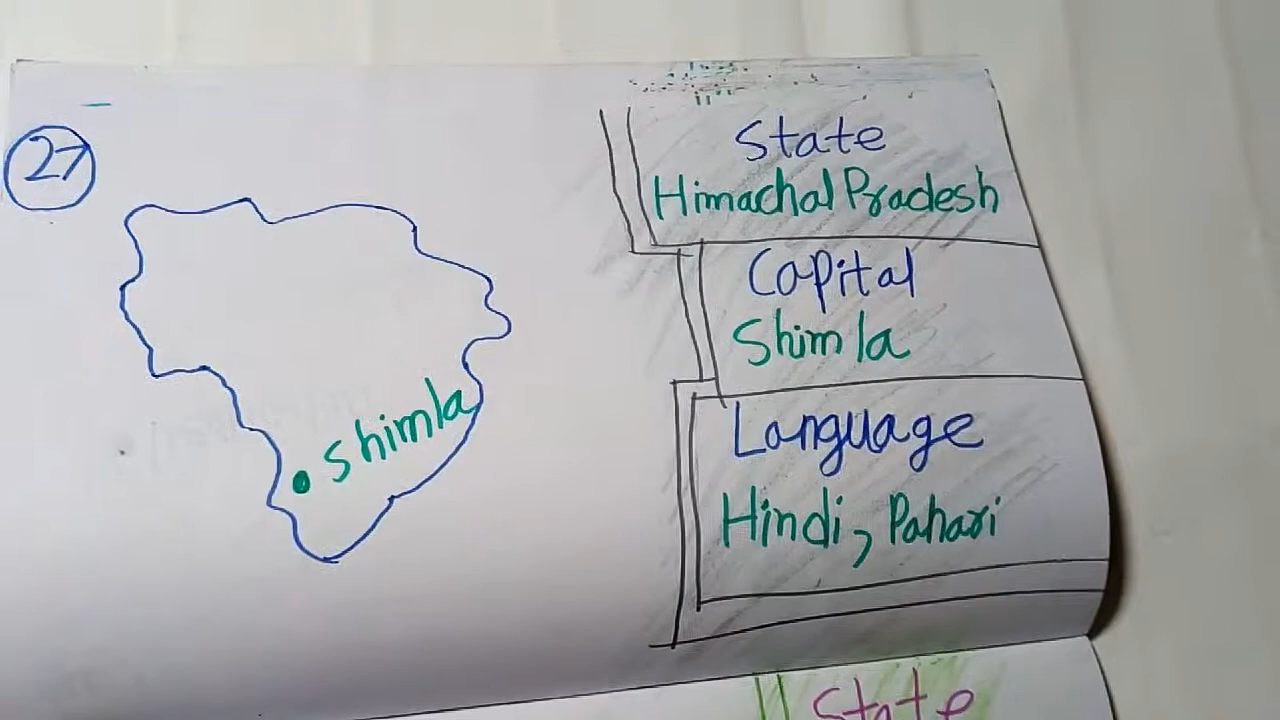 27
State
Himachal Pradesh
Capital
Shimla
shimla
Language
Hindi, Pahari
State